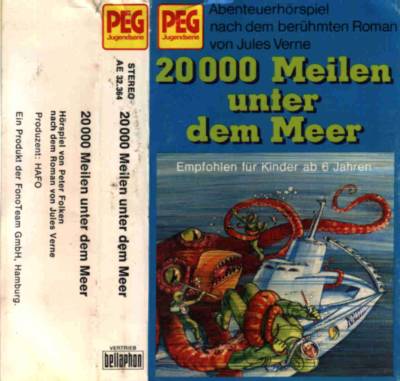 PEG
Jugendserie
STEREO
AE 32.364
20 000 Meilen unter dem Meer
20 000 Meilen unter dem Meer
Hörspiel von Peter Folken
nach dem Roman von Jules Verne
Produzent: HAFO
Ein Produkt der FonoTeam GmbH, Hamburg.
VERTRIEB
bellaphon
PEG
Jugendserie
Abenteuerhörspiel
nach dem berühmten Roman
von Jules Verne
20 000 Meilen
unter
dem Meer
Empfohlen für Kinder ab 6 Jahren